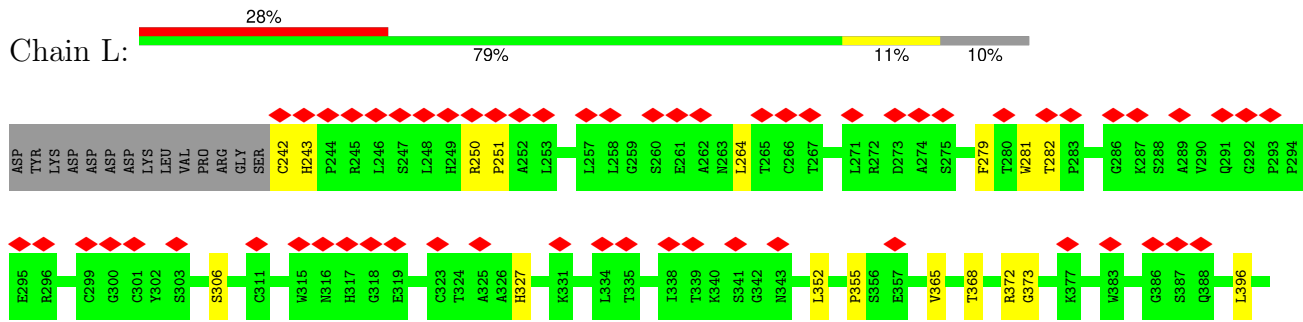 28%
Chain L:
79% 11% 10%
ASP TYR LYS ASP ASP ASP ASP LYS LEU VAL PRO ARG GLY SER C242 H243 P244 R245 L246 S247 L248 H249 R250 P251 A252 L253 L257 L258 G259 S260 E261 A262 N263 L264 T265 C266 T267 L271 R272 D273 A274 S275 F279 T280 W281 T282 P283 G286 K287 S288 A289 V290 Q291 G292 P293 P294
E295 R296 C299 G300 C301 Y302 S303 S306 C311 W315 N316 H317 G318 E319 C323 T324 A325 A326 H327 K331 L334 T335 I338 T339 K340 S341 G342 N343 L352 P355 S356 E357 V365 T368 R372 G373 K377 W383 G386 S387 Q388 L396